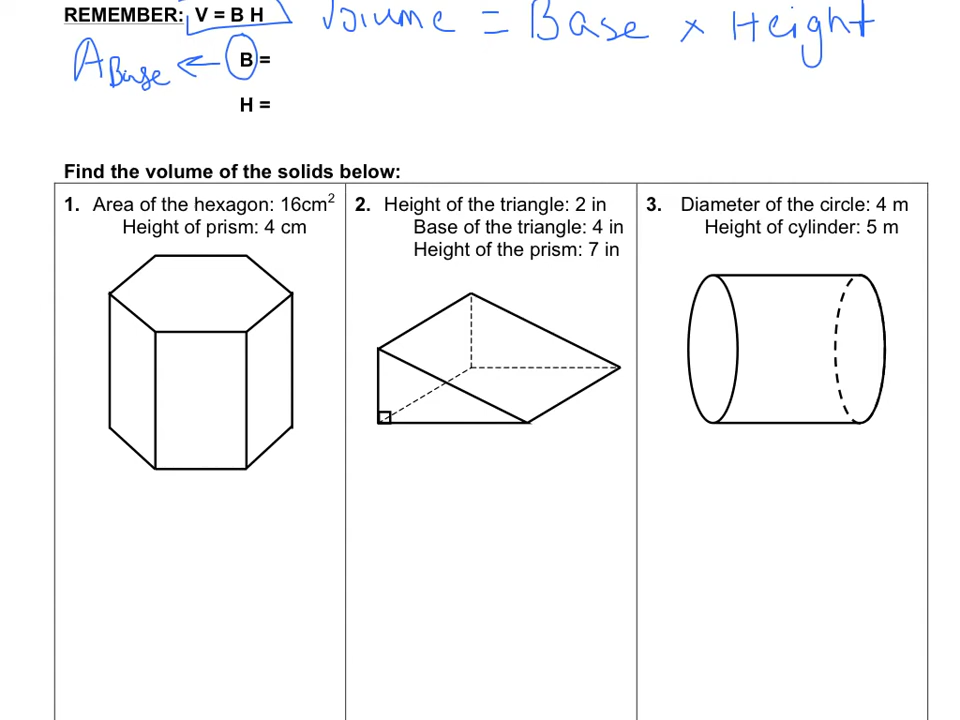 REMEMBER: V = B H Volume = Base × Height
A Base ← B =
H =
Find the volume of the solids below:
1. Area of the hexagon: 16cm²
Height of prism: 4 cm
2. Height of the triangle: 2 in
Base of the triangle: 4 in
Height of the prism: 7 in
3. Diameter of the circle: 4 m
Height of cylinder: 5 m